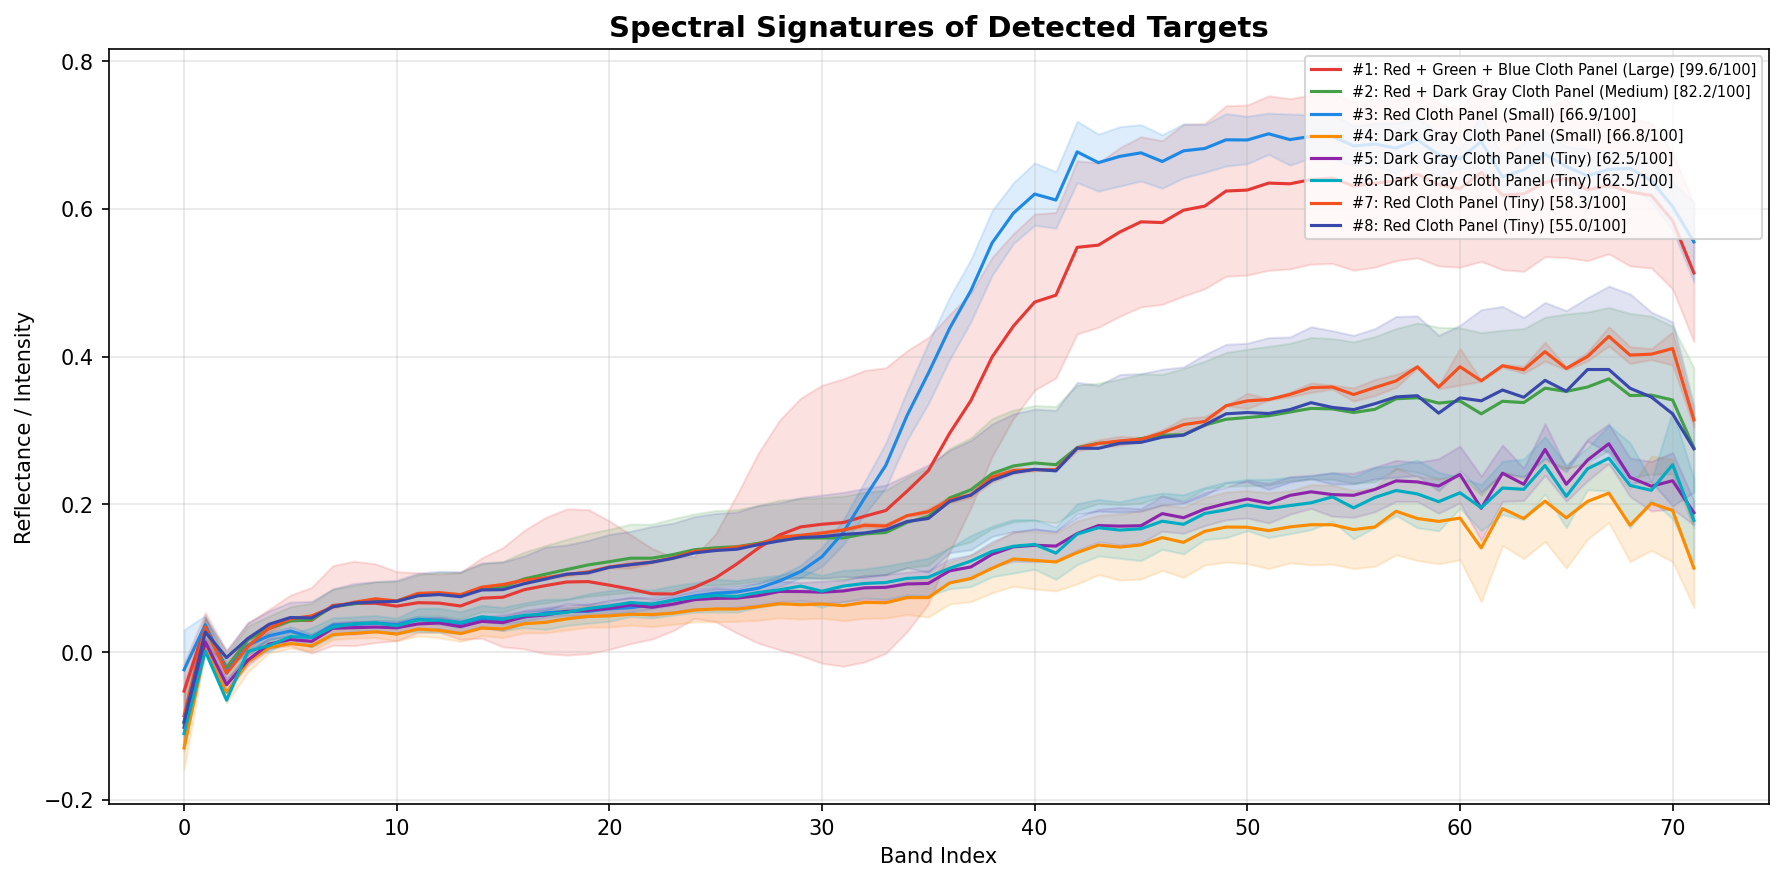 Spectral Signatures of Detected Targets
#1: Red + Green + Blue Cloth Panel (Large) [99.6/100]
#2: Red + Dark Gray Cloth Panel (Medium) [82.2/100]
#3: Red Cloth Panel (Small) [66.9/100]
#4: Dark Gray Cloth Panel (Small) [66.8/100]
#5: Dark Gray Cloth Panel (Tiny) [62.5/100]
#6: Dark Gray Cloth Panel (Tiny) [62.5/100]
#7: Red Cloth Panel (Tiny) [58.3/100]
#8: Red Cloth Panel (Tiny) [55.0/100]
Reflectance / Intensity
0.8
0.6
0.4
0.2
0.0
−0.2
0 10 20 30 40 50 60 70
Band Index